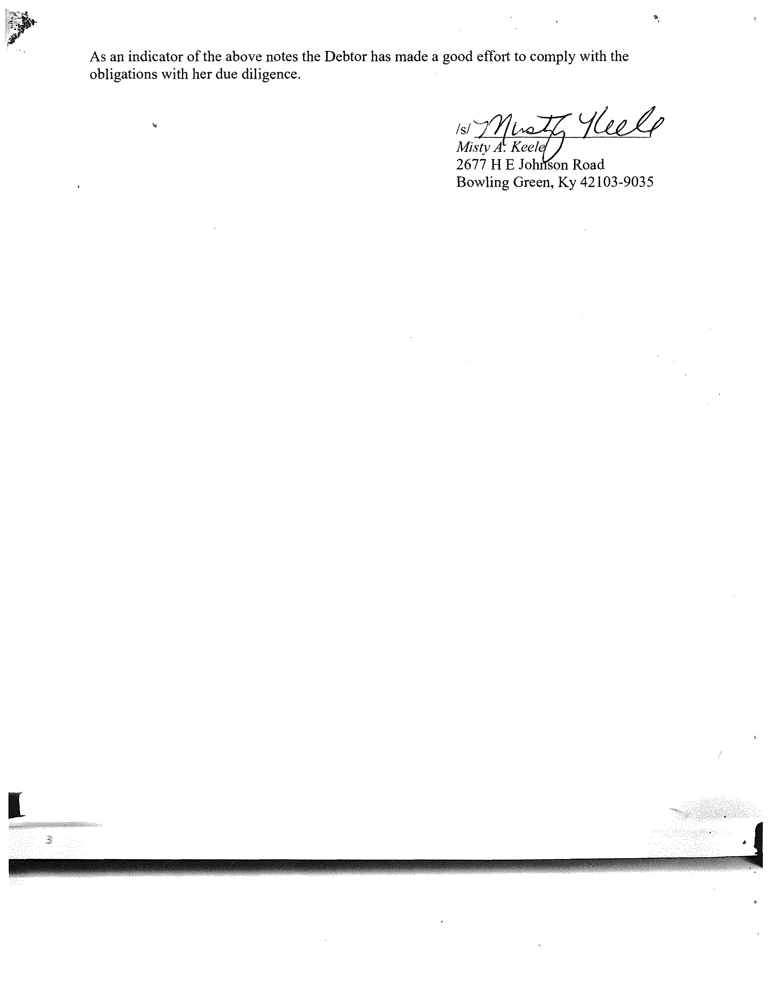 As an indicator of the above notes the Debtor has made a good effort to comply with the
obligations with her due diligence.
/s/ Misty Keele
Misty A. Keele
2677 H E Johnson Road
Bowling Green, Ky 42103-9035
3